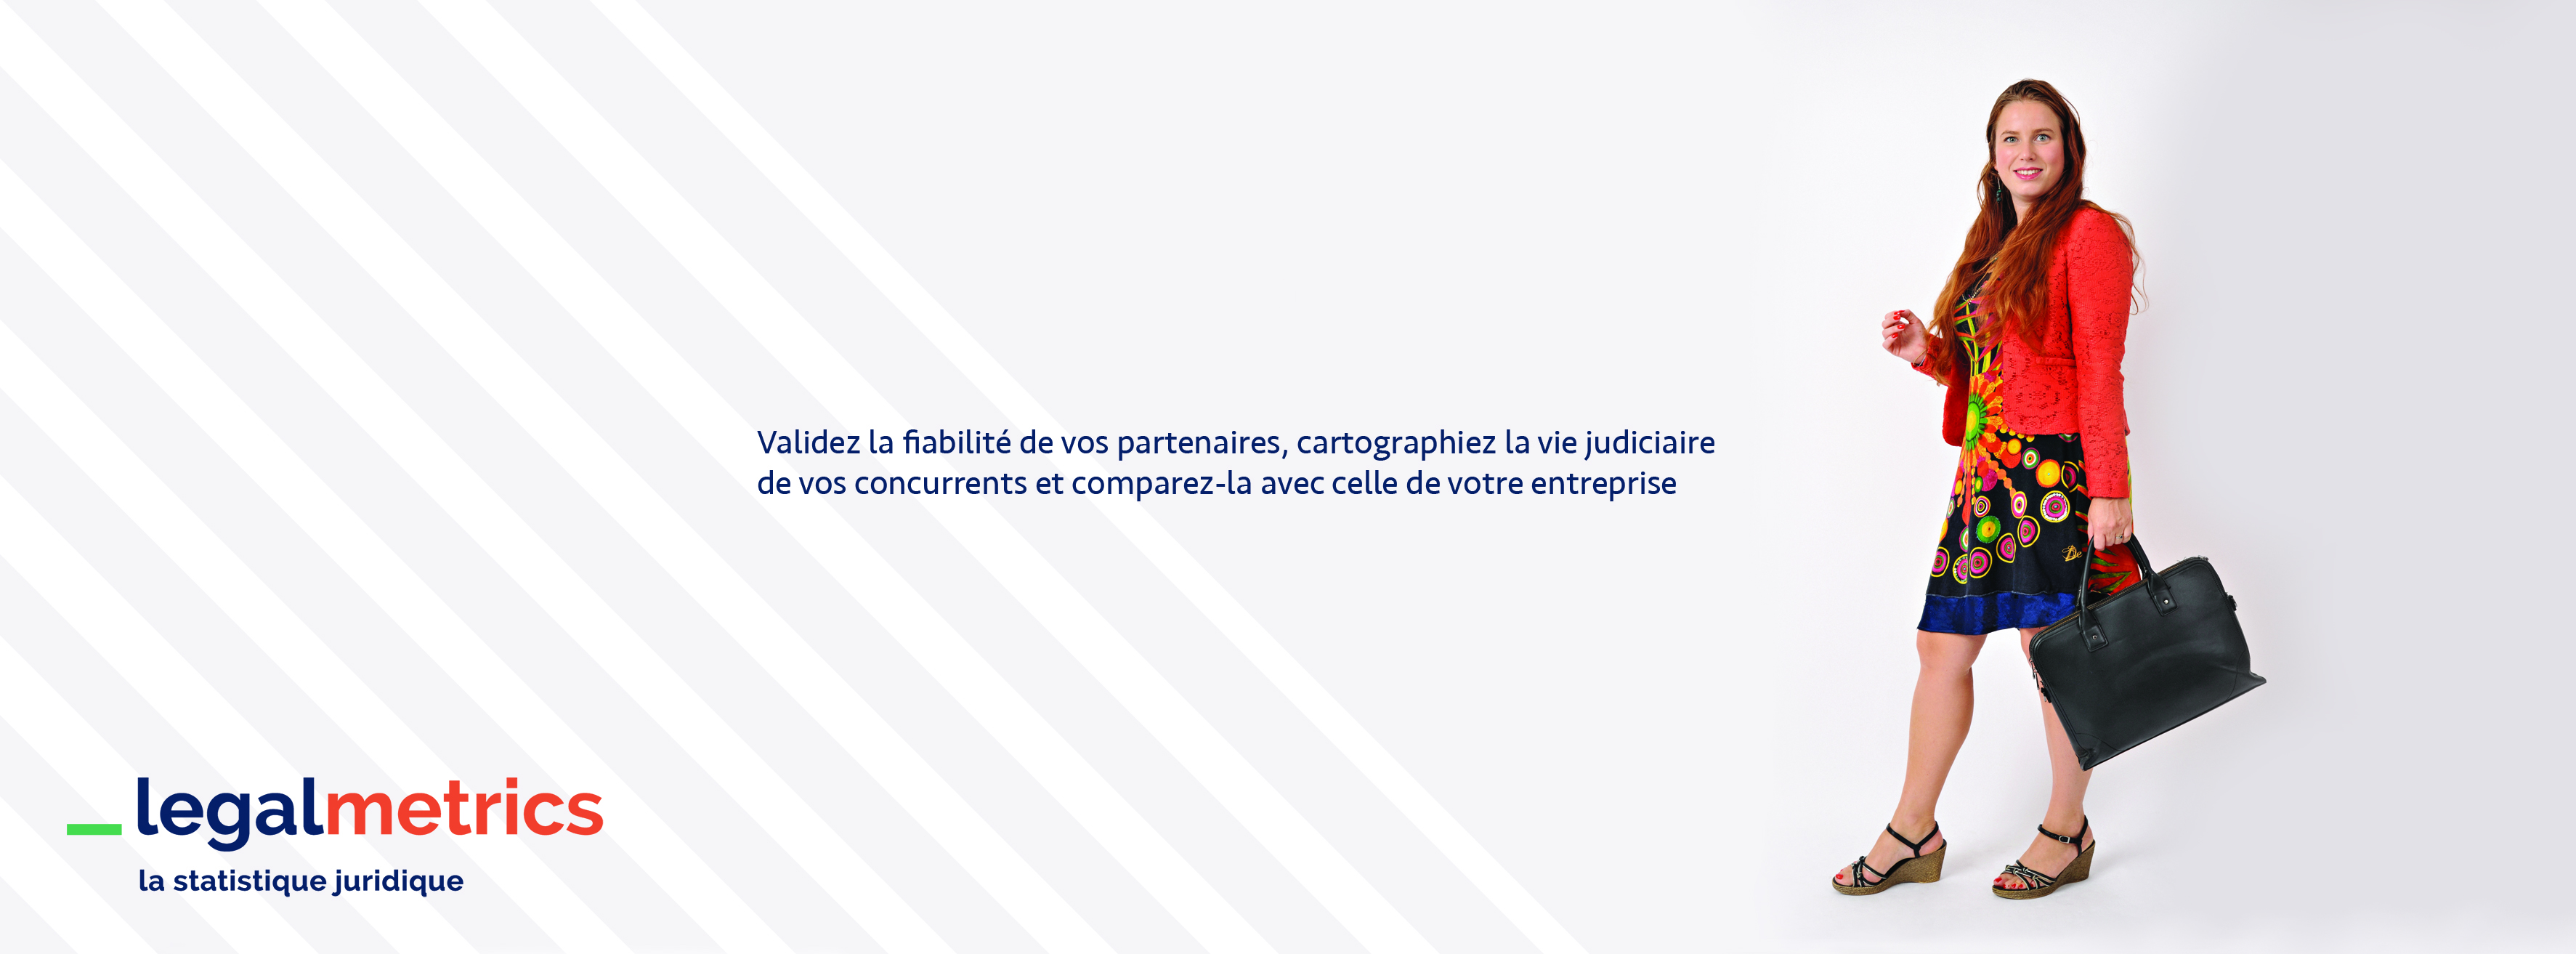 Validez la fiabilité de vos partenaires, cartographiez la vie judiciaire
de vos concurrents et comparez-la avec celle de votre entreprise
De
legalmetrics
la statistique juridique